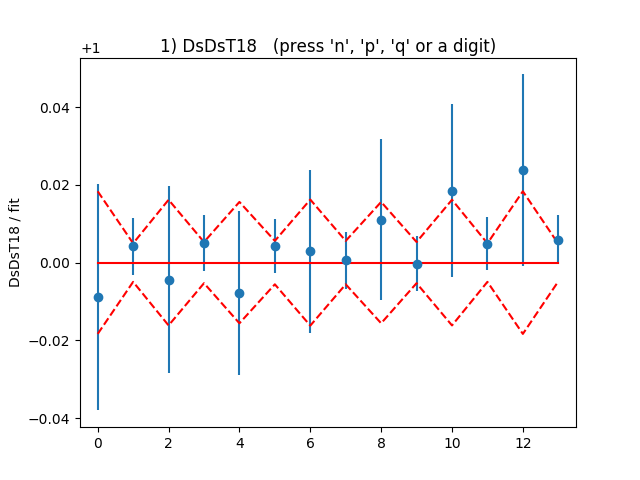 1) DsDsT18   (press 'n', 'p', 'q' or a digit)
+1
DsDsT18 / fit
0.04
0.02
0.00
−0.02
−0.04
0 2 4 6 8 10 12